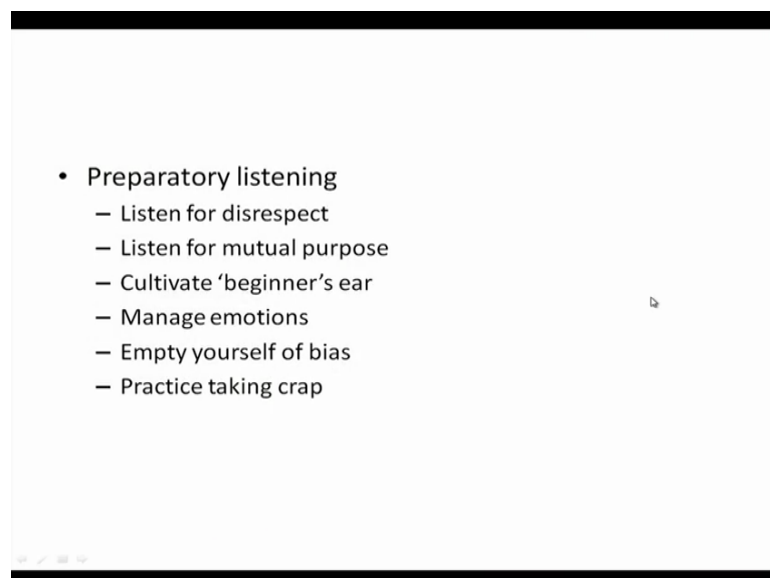 • Preparatory listening
– Listen for disrespect
– Listen for mutual purpose
– Cultivate ‘beginner’s ear
– Manage emotions
– Empty yourself of bias
– Practice taking crap